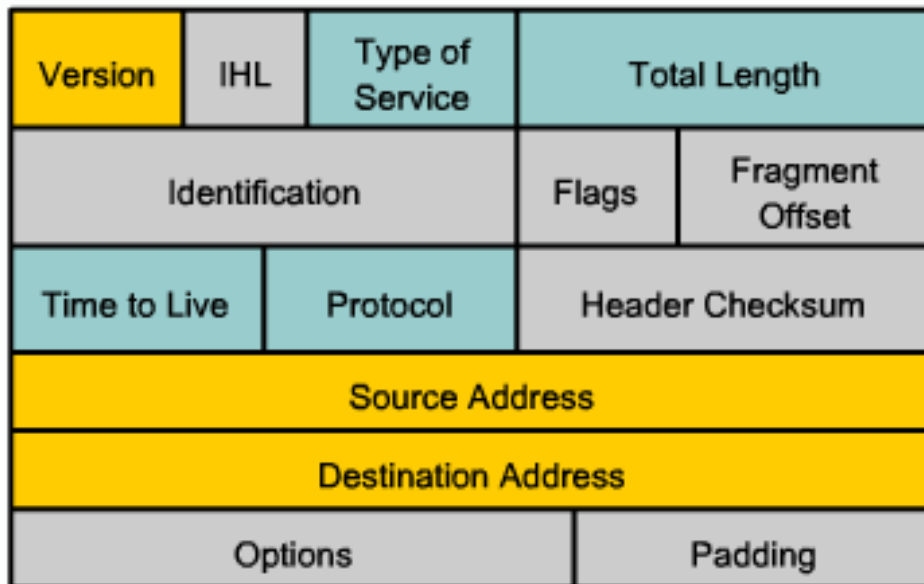 Version
IHL
Type of
Service
Total Length
Identification
Flags
Fragment
Offset
Time to Live
Protocol
Header Checksum
Source Address
Destination Address
Options
Padding